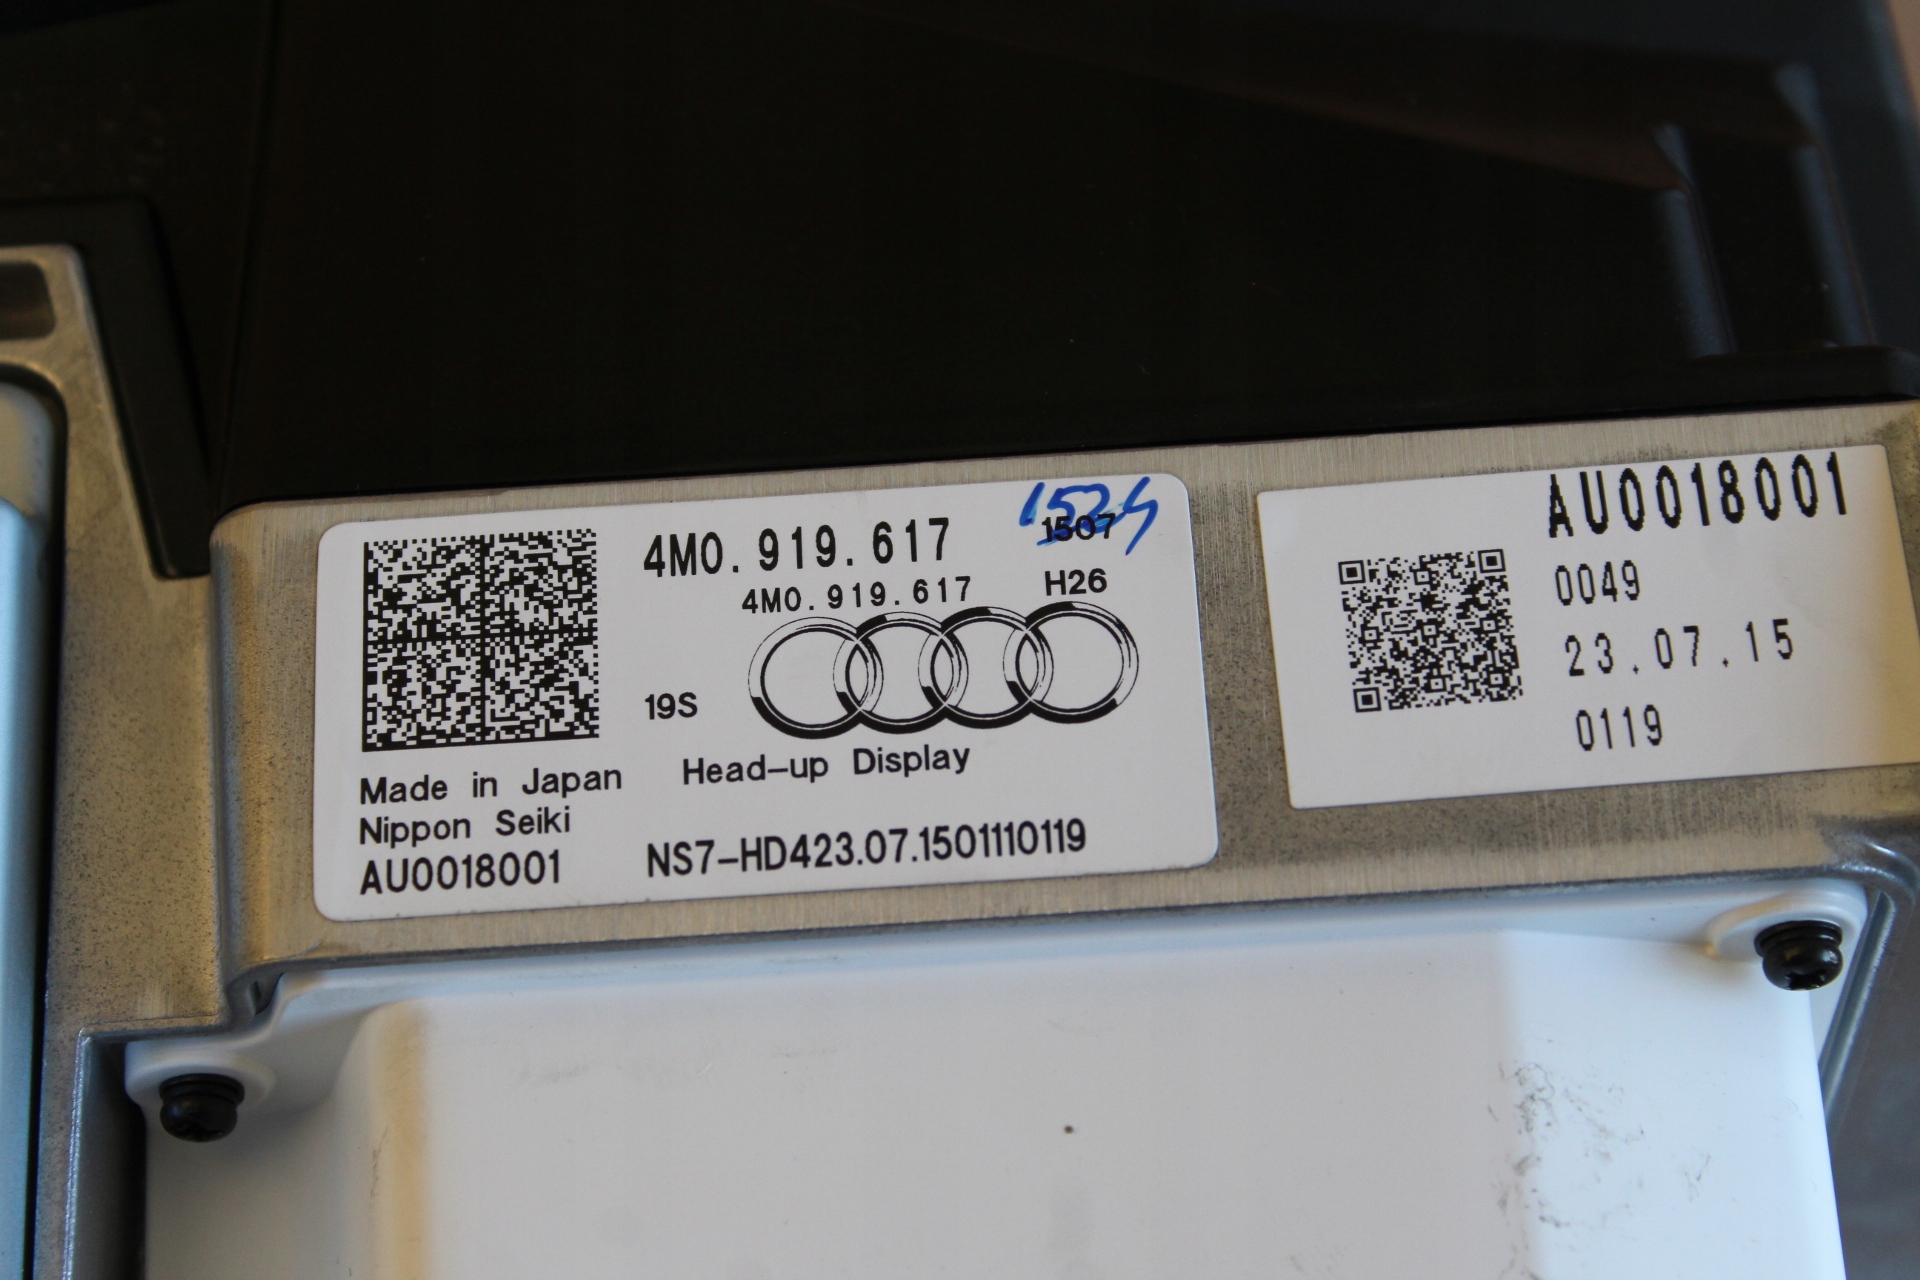 4M0.919.617
1507
4M0.919.617
H26
19S
Head-up Display
Made in Japan
Nippon Seiki
AU0018001
NS7-HD423.07.1501110119
AU0018001
0049
23.07.15
0119